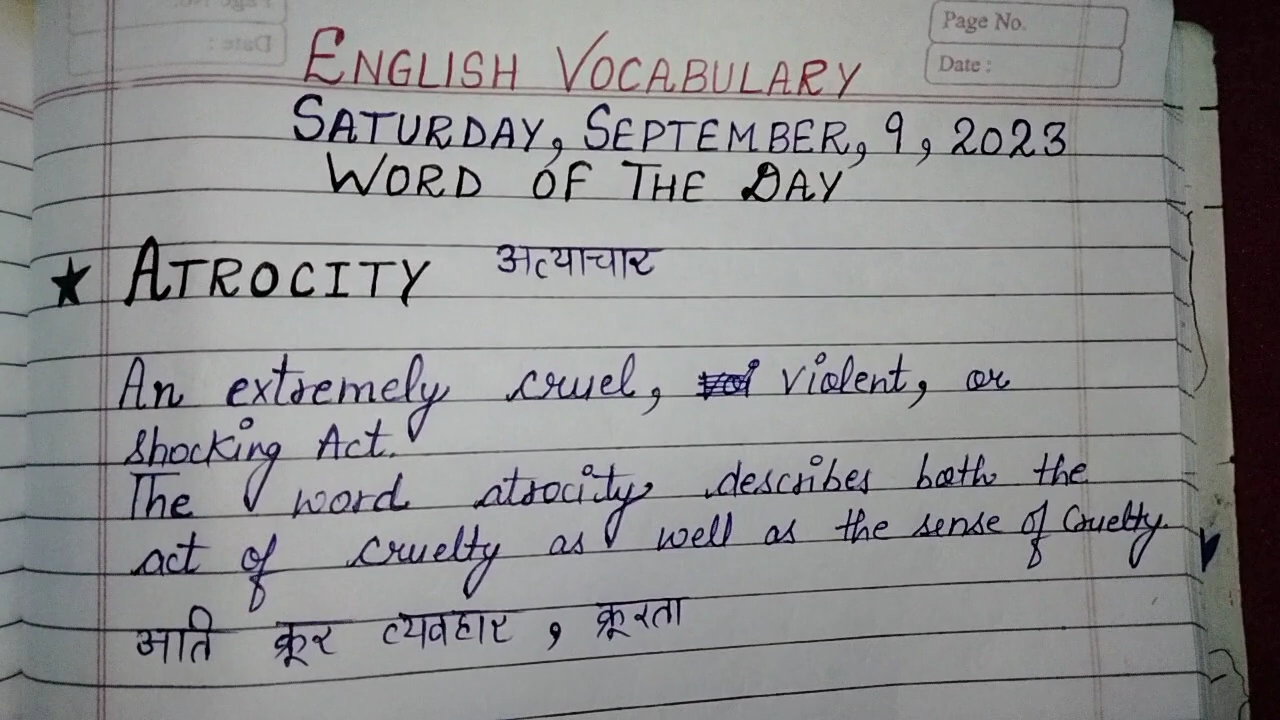 Page No.
Date :
ENGLISH VOCABULARY
SATURDAY, SEPTEMBER, 9, 2023
WORD OF THE DAY
★ ATROCITY अत्याचार
An extremely cruel, violent, or
Shocking Act.
The word atrocity describes both the
act of cruelty as well as the sense of Cruelty.
अति क्रूर व्यवहार , क्रूरता